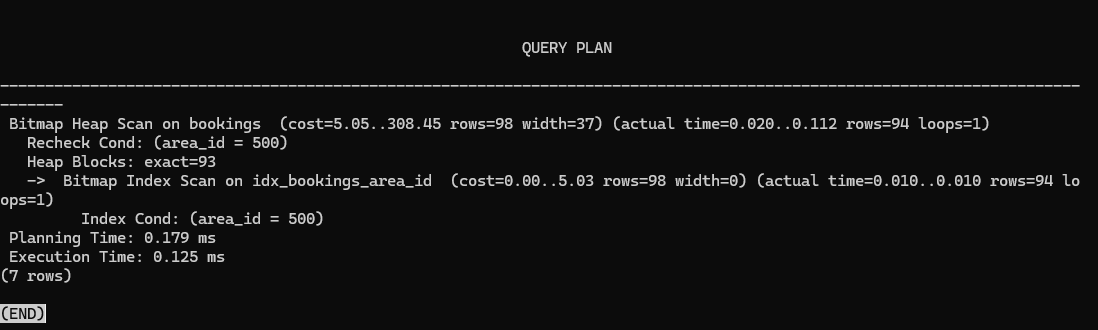 QUERY PLAN
------------------------------------------------------------------------------------------------------------------------
-------
Bitmap Heap Scan on bookings  (cost=5.05..308.45 rows=98 width=37) (actual time=0.020..0.112 rows=94 loops=1)
Recheck Cond: (area_id = 500)
Heap Blocks: exact=93
->  Bitmap Index Scan on idx_bookings_area_id  (cost=0.00..5.03 rows=98 width=0) (actual time=0.010..0.010 rows=94 lo
ops=1)
Index Cond: (area_id = 500)
Planning Time: 0.179 ms
Execution Time: 0.125 ms
(7 rows)
(END)